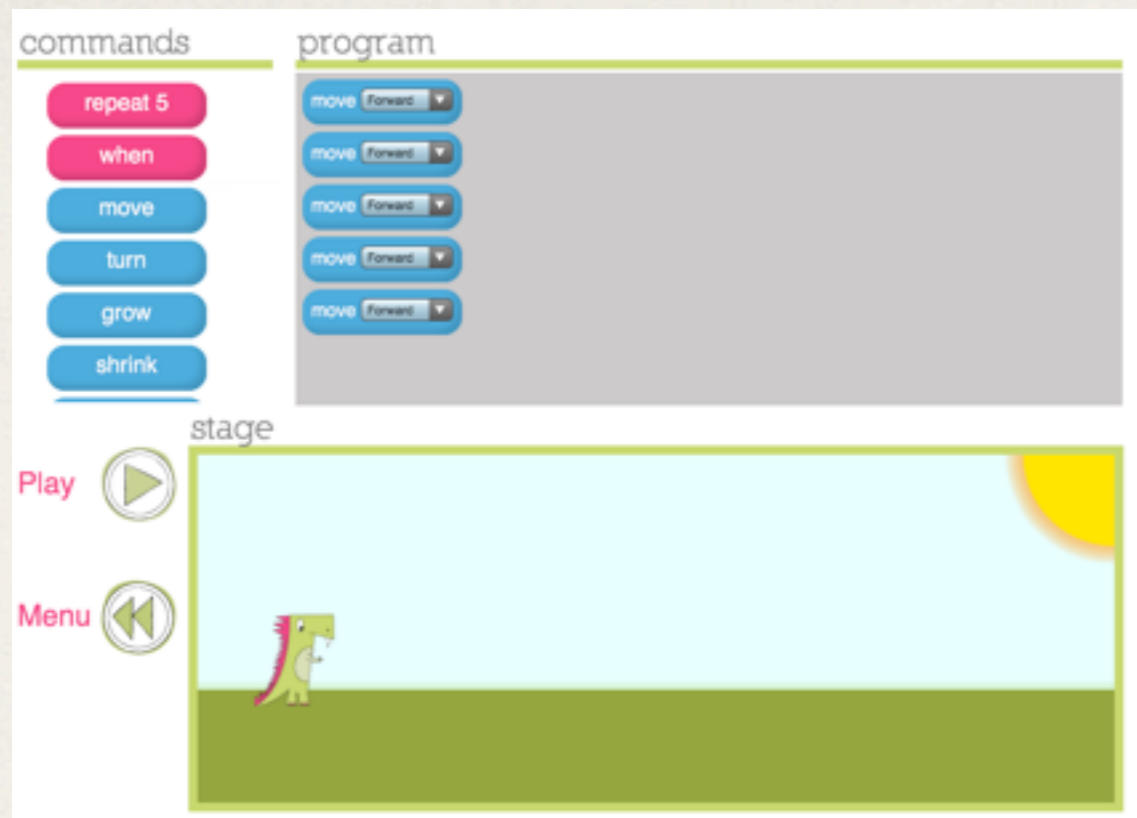 commands
repeat 5
when
move
turn
grow
shrink
program
move Forward
move Forward
move Forward
move Forward
move Forward
stage
Play
Menu